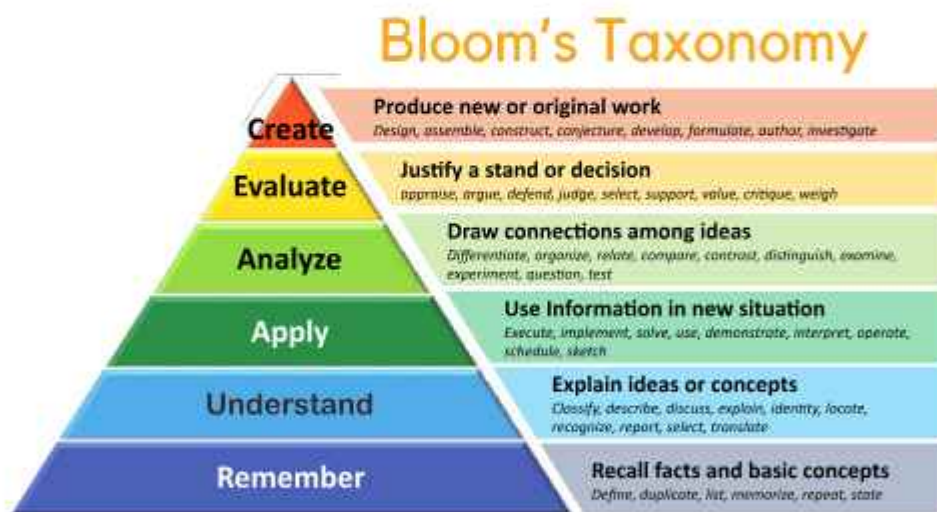 Bloom's Taxonomy
Create
Produce new or original work
Design, assemble, construct, conjecture, develop, formulate, author, investigate
Evaluate
Justify a stand or decision
appraise, argue, defend, judge, select, support, value, critique, weigh
Analyze
Draw connections among ideas
Differentiate, organize, relate, compare, contrast, distinguish, examine,
experiment, question, test
Apply
Use Information in new situation
Execute, implement, solve, use, demonstrate, interpret, operate,
schedule, sketch
Understand
Explain ideas or concepts
Classify, describe, discuss, explain, identity, locate,
recognize, report, select, translate
Remember
Recall facts and basic concepts
Define, duplicate, list, memorize, repeat, state